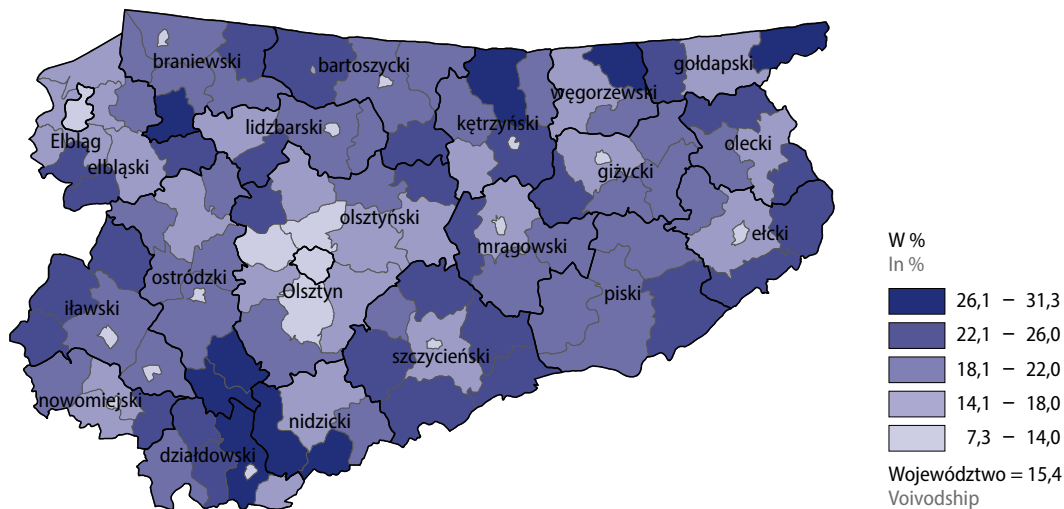 braniewski
bartoszycki
gołdapski
węgorzewski
Elbląg
elbląski
lidzbarski
kętrzyński
olecki
giżycki
olsztyński
mrągowski
ełcki
ostródzki
Olsztyn
piski
iławski
szczycieński
nowomiejski
nidzicki
działdowski
W %
In %
26,1 – 31,3
22,1 – 26,0
18,1 – 22,0
14,1 – 18,0
7,3 – 14,0
Województwo = 15,4
Voivodship